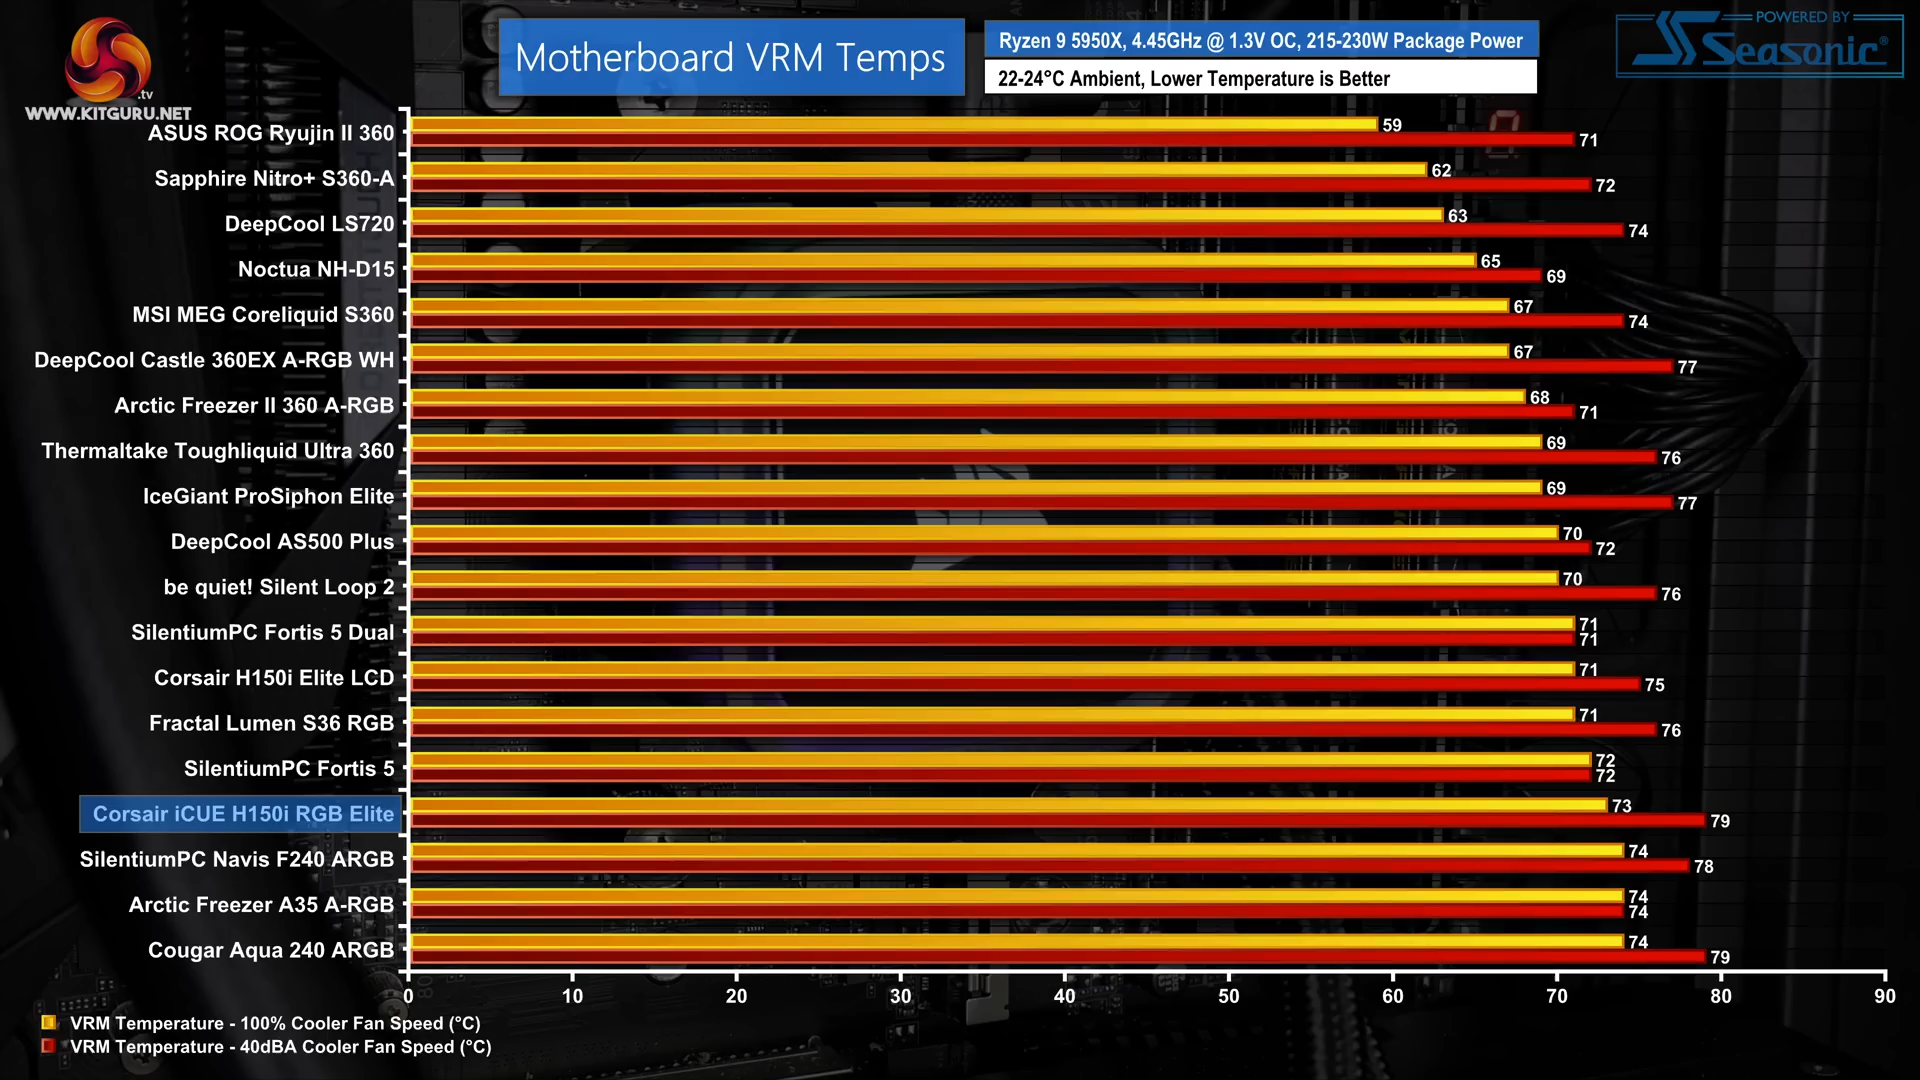 .tv
WWW.KITGURU.NET
Motherboard VRM Temps
Ryzen 9 5950X, 4.45GHz @ 1.3V OC, 215-230W Package Power
22-24°C Ambient, Lower Temperature is Better
POWERED BY
Seasonic®
ASUS ROG Ryujin II 360 59 71
Sapphire Nitro+ S360-A 62 72
DeepCool LS720 63 74
Noctua NH-D15 65 69
MSI MEG Coreliquid S360 67 74
DeepCool Castle 360EX A-RGB WH 67 77
Arctic Freezer II 360 A-RGB 68 71
Thermaltake Toughliquid Ultra 360 69 76
IceGiant ProSiphon Elite 69 77
DeepCool AS500 Plus 70 72
be quiet! Silent Loop 2 70 76
SilentiumPC Fortis 5 Dual 71 71
Corsair H150i Elite LCD 71 75
Fractal Lumen S36 RGB 71 76
SilentiumPC Fortis 5 72 72
Corsair iCUE H150i RGB Elite 73 79
SilentiumPC Navis F240 ARGB 74 78
Arctic Freezer A35 A-RGB 74 74
Cougar Aqua 240 ARGB 74 79
0 10 20 30 40 50 60 70 80 90
VRM Temperature - 100% Cooler Fan Speed (°C)
VRM Temperature - 40dBA Cooler Fan Speed (°C)